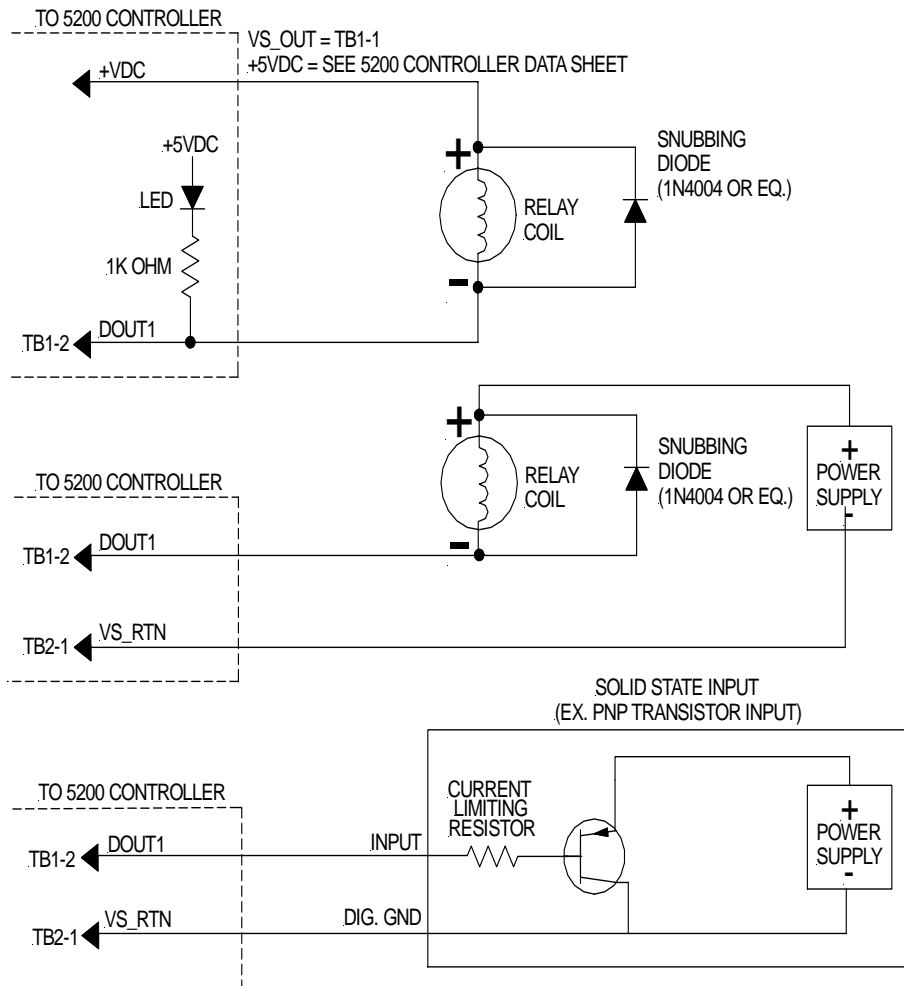 TO 5200 CONTROLLER
VS_OUT = TB1-1
+VDC
+5VDC = SEE 5200 CONTROLLER DATA SHEET
+5VDC
LED
1K OHM
TB1-2
DOUT1
+
-
RELAY
COIL
SNUBBING
DIODE
(1N4004 OR EQ.)
TO 5200 CONTROLLER
TB1-2
DOUT1
TB2-1
VS_RTN
+
-
RELAY
COIL
SNUBBING
DIODE
(1N4004 OR EQ.)
+
POWER
SUPPLY
-
SOLID STATE INPUT
(EX. PNP TRANSISTOR INPUT)
TO 5200 CONTROLLER
TB1-2
DOUT1
INPUT
CURRENT
LIMITING
RESISTOR
TB2-1
VS_RTN
DIG. GND
+
POWER
SUPPLY
-